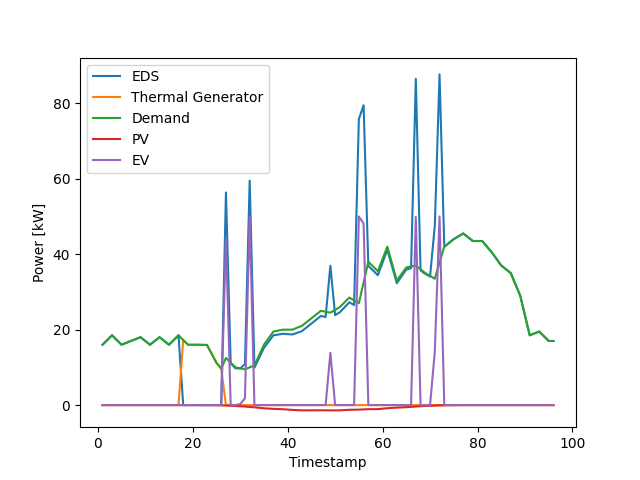 EDS
Thermal Generator
Demand
PV
EV
Power [kW]
80
60
40
20
0
0 20 40 60 80 100
Timestamp